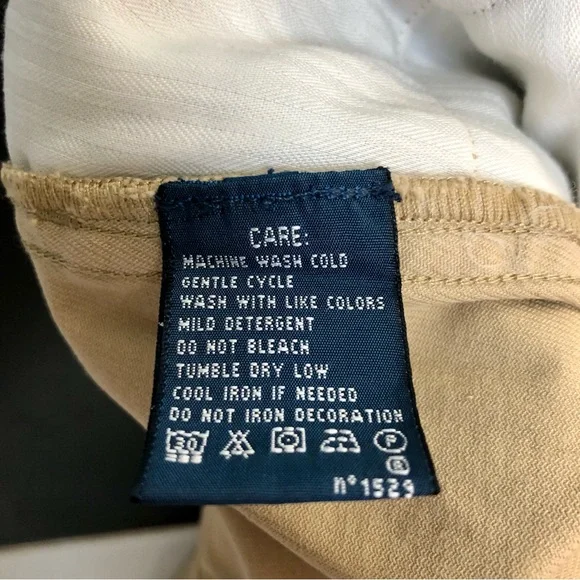 CARE:
MACHINE WASH COLD
GENTLE CYCLE
WASH WITH LIKE COLORS
MILD DETERGENT
DO NOT BLEACH
TUMBLE DRY LOW
COOL IRON IF NEEDED
DO NOT IRON DECORATION
30 P
®
n° 1529